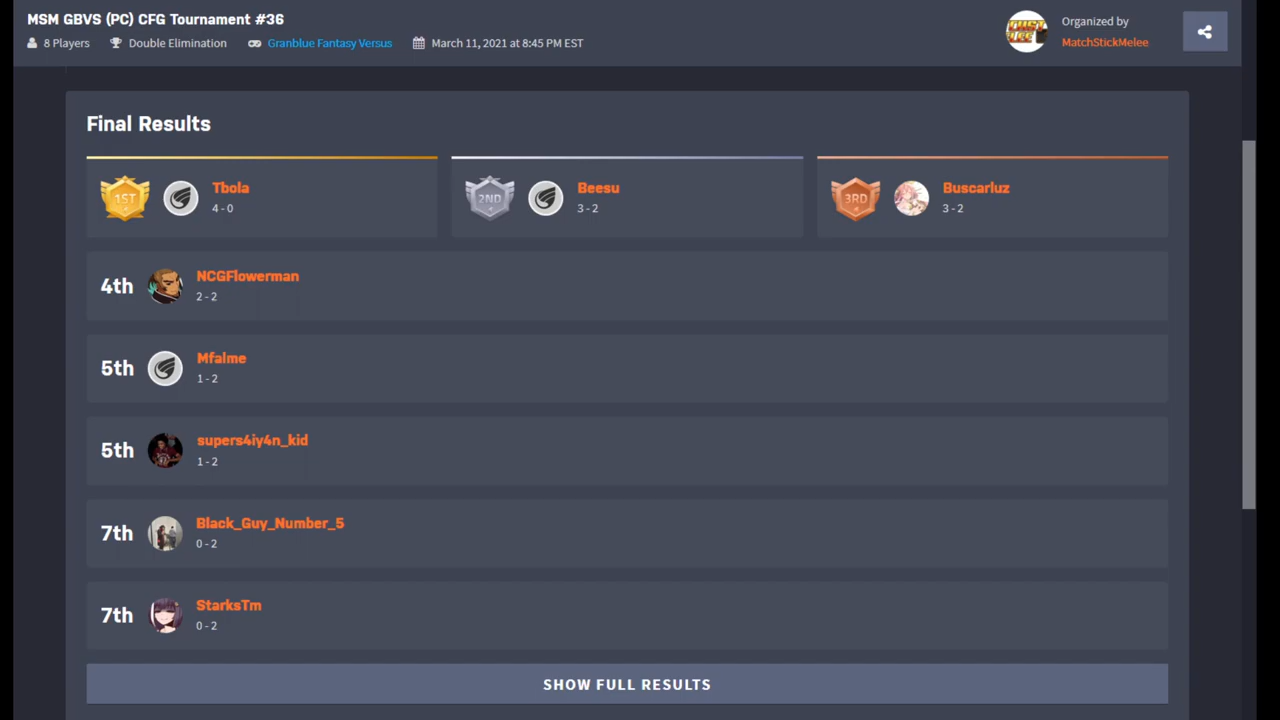 MSM GBVS (PC) CFG Tournament #36
8 Players Double Elimination Granblue Fantasy Versus March 11, 2021 at 8:45 PM EST
Organized by
MatchStickMelee
Final Results
1ST Tbola
4 - 0
2ND Beesu
3 - 2
3RD Buscarluz
3 - 2
4th NCGFlowerman
2 - 2
5th Mfalme
1 - 2
5th supers4iy4n_kid
1 - 2
7th Black_Guy_Number_5
0 - 2
7th StarksTm
0 - 2
SHOW FULL RESULTS